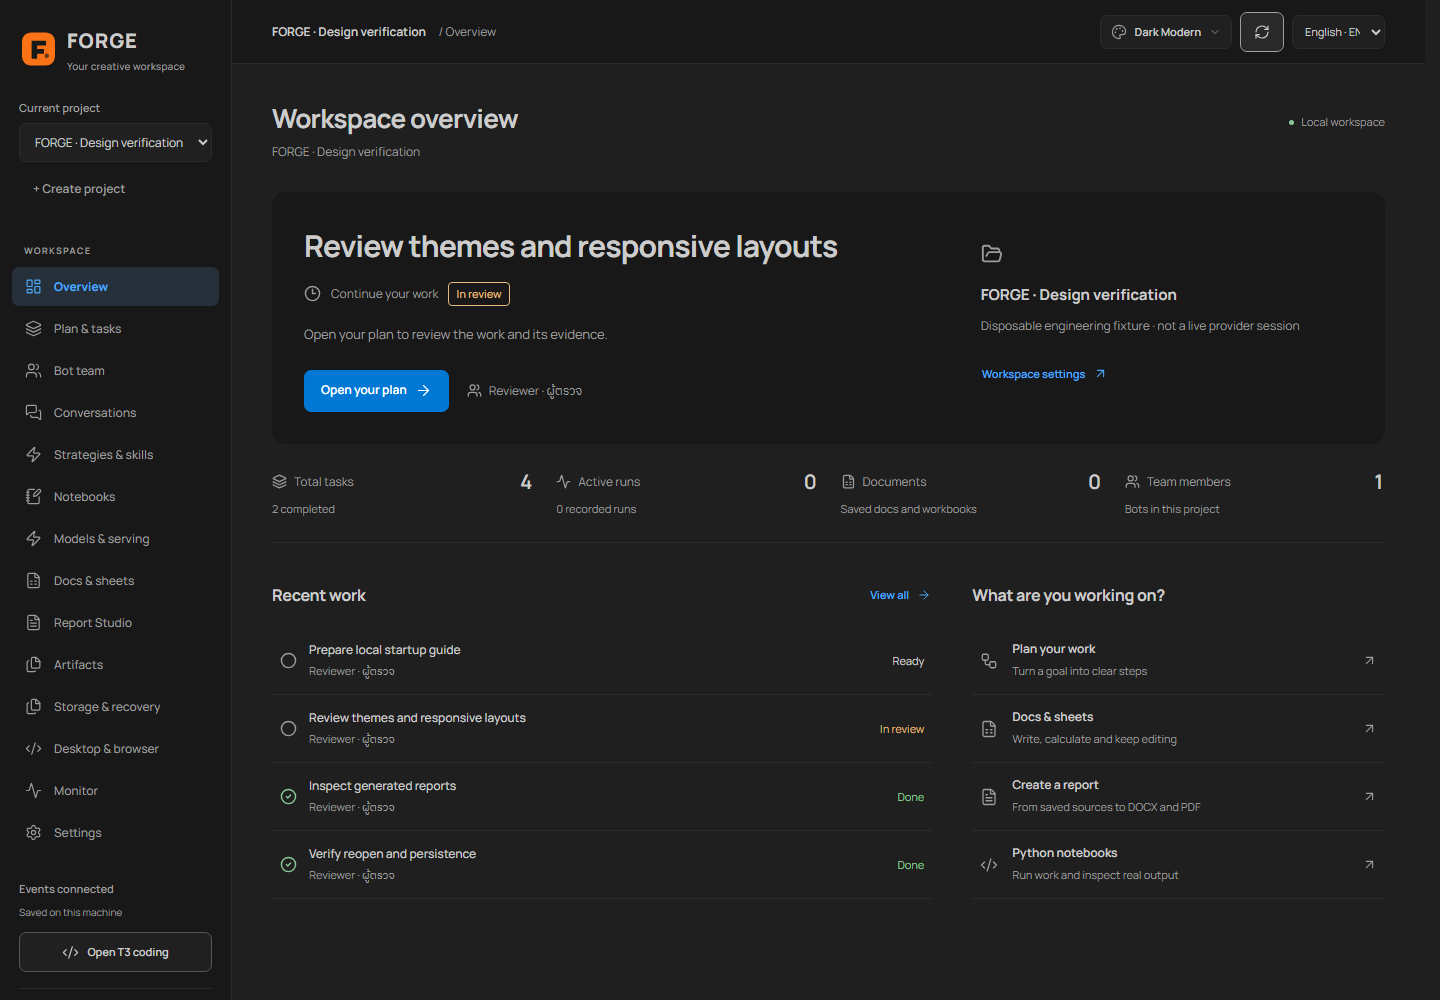 FORGE
Your creative workspace
Current project
FORGE · Design verification
+ Create project
WORKSPACE
Overview
Plan & tasks
Bot team
Conversations
Strategies & skills
Notebooks
Models & serving
Docs & sheets
Report Studio
Artifacts
Storage & recovery
Desktop & browser
Monitor
Settings
Events connected
Saved on this machine
Open T3 coding
FORGE · Design verification / Overview
Dark Modern
English · EN
Workspace overview
FORGE · Design verification
Local workspace
Review themes and responsive layouts
Continue your work In review
Open your plan to review the work and its evidence.
Open your plan
Reviewer · ผู้ตรวจ
FORGE · Design verification
Disposable engineering fixture · not a live provider session
Workspace settings
Total tasks 4
2 completed
Active runs 0
0 recorded runs
Documents 0
Saved docs and workbooks
Team members 1
Bots in this project
Recent work
View all
Prepare local startup guide
Reviewer · ผู้ตรวจ
Ready
Review themes and responsive layouts
Reviewer · ผู้ตรวจ
In review
Inspect generated reports
Reviewer · ผู้ตรวจ
Done
Verify reopen and persistence
Reviewer · ผู้ตรวจ
Done
What are you working on?
Plan your work
Turn a goal into clear steps
Docs & sheets
Write, calculate and keep editing
Create a report
From saved sources to DOCX and PDF
Python notebooks
Run work and inspect real output